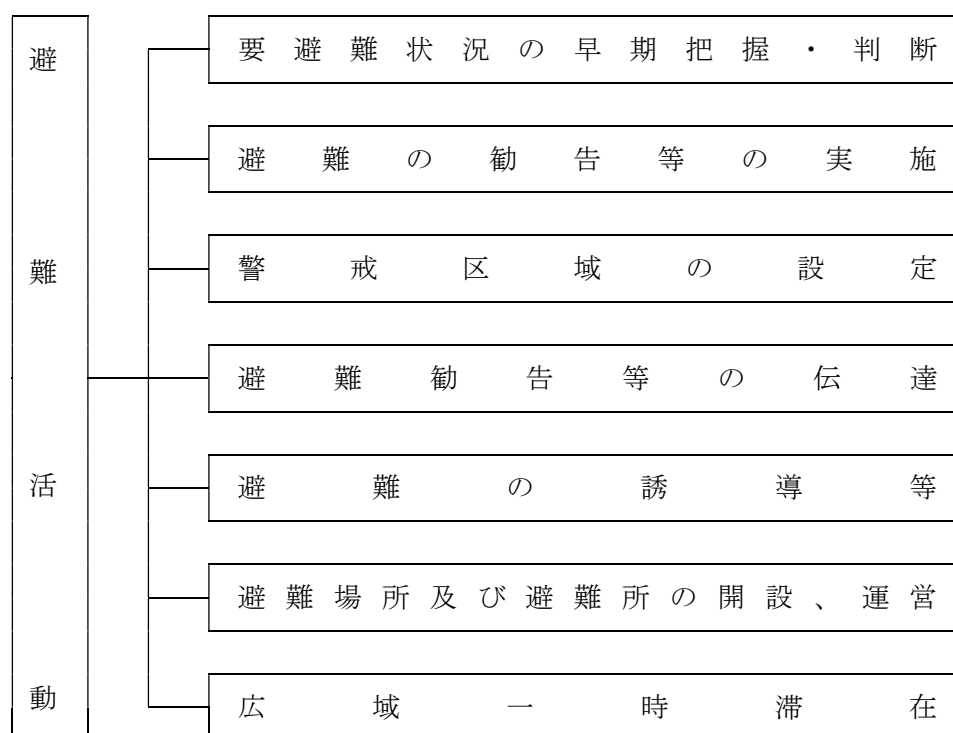 避難活動
要避難状況の早期把握・判断
避難の勧告等の実施
警戒区域の設定
避難勧告等の伝達
避難の誘導等
避難場所及び避難所の開設、運営
広域一時滞在